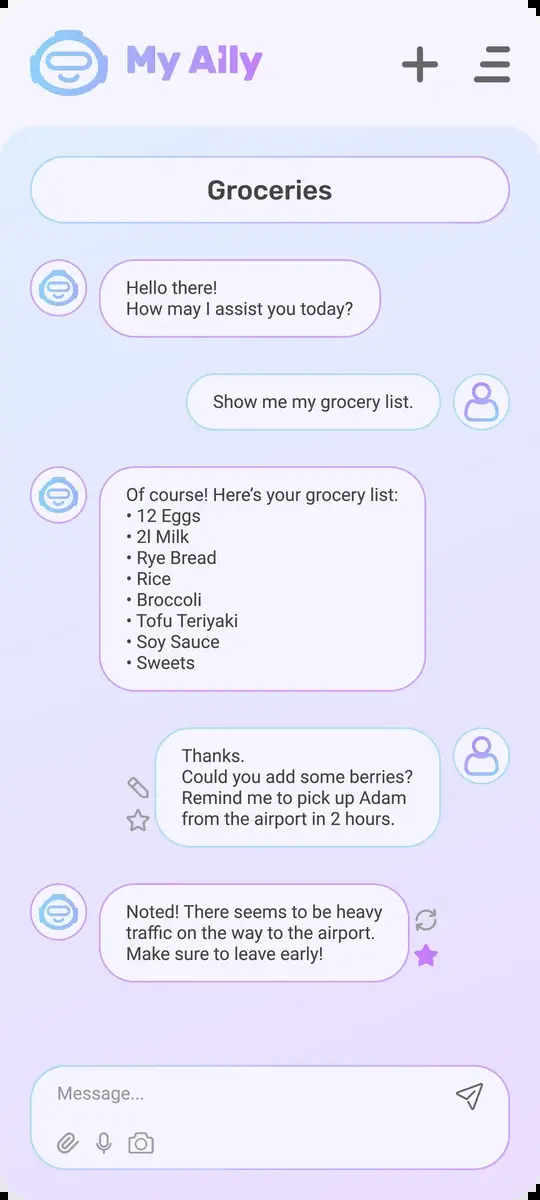 My Ally
Groceries
Hello there!
How may I assist you today?
Show me my grocery list.
Of course! Here's your grocery list:
• 12 Eggs
• 2l Milk
• Rye Bread
• Rice
• Broccoli
• Tofu Teriyaki
• Soy Sauce
• Sweets
Thanks.
Could you add some berries?
Remind me to pick up Adam
from the airport in 2 hours.
Noted! There seems to be heavy
traffic on the way to the airport.
Make sure to leave early!
Message...